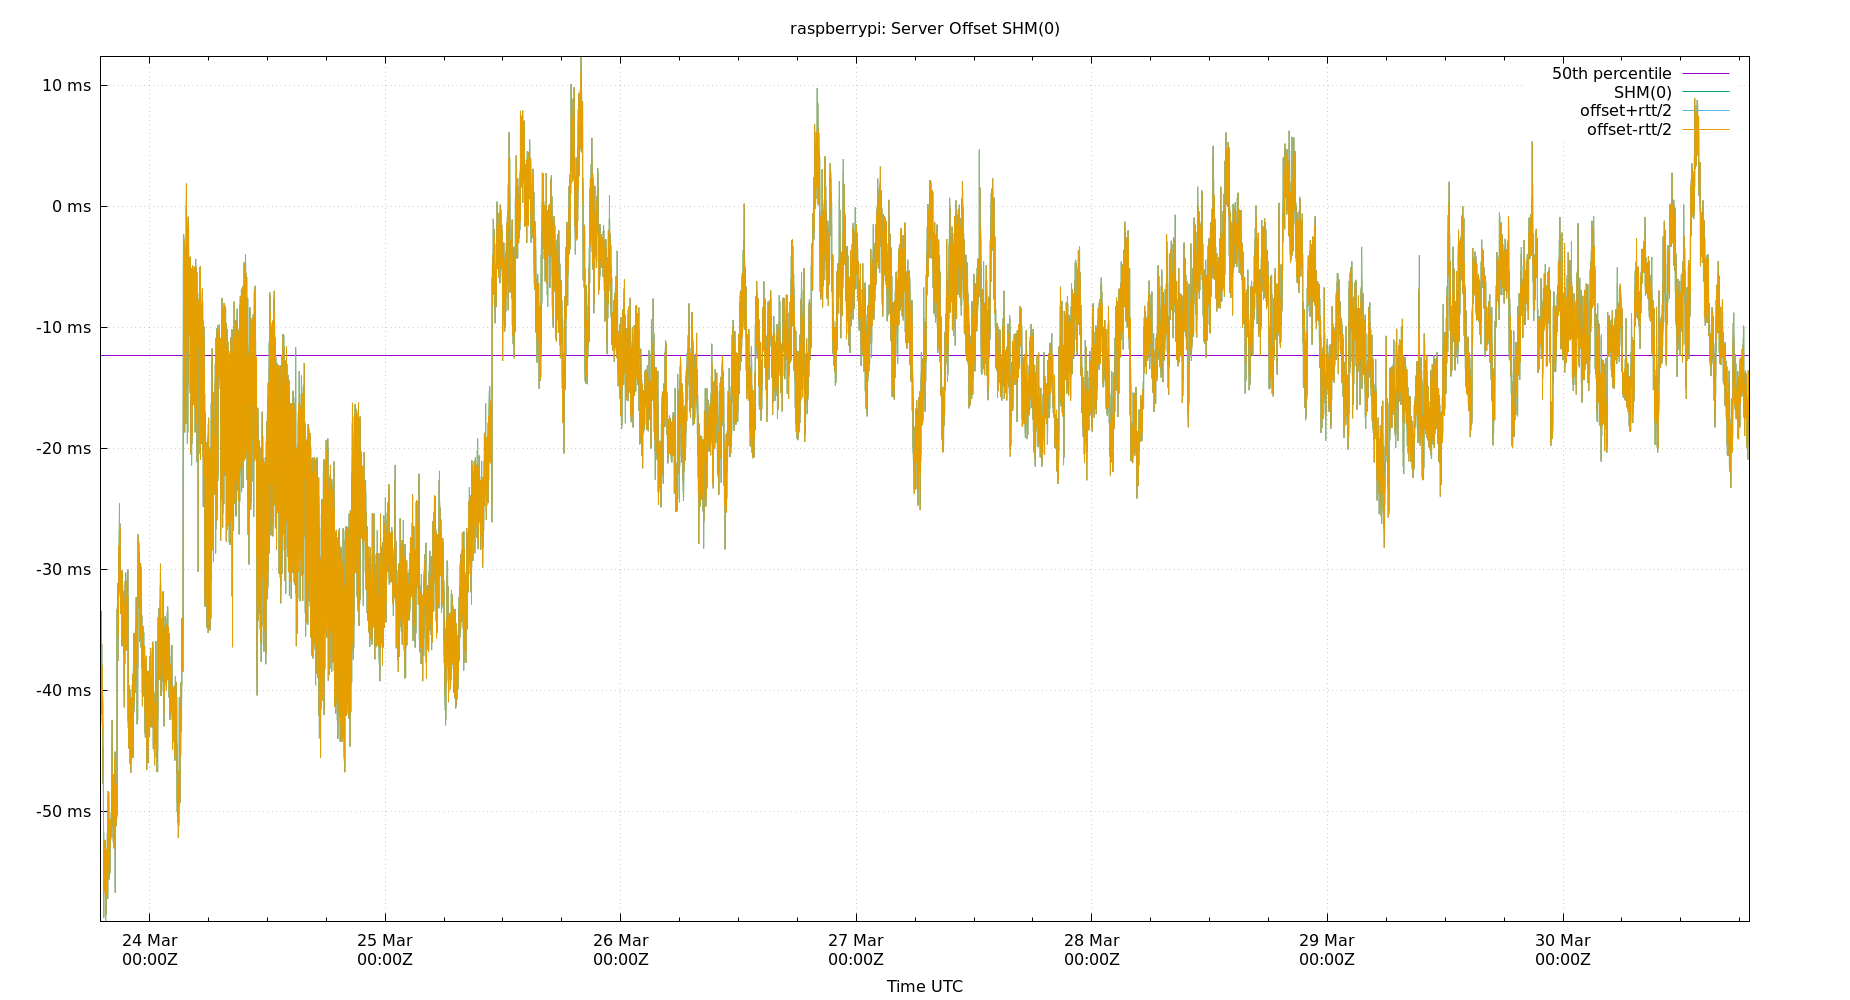 raspberrypi: Server Offset SHM(0)
50th percentile
SHM(0)
offset+rtt/2
offset-rtt/2
10 ms
0 ms
-10 ms
-20 ms
-30 ms
-40 ms
-50 ms
24 Mar 25 Mar 26 Mar 27 Mar 28 Mar 29 Mar 30 Mar
00:00Z 00:00Z 00:00Z 00:00Z 00:00Z 00:00Z 00:00Z
Time UTC